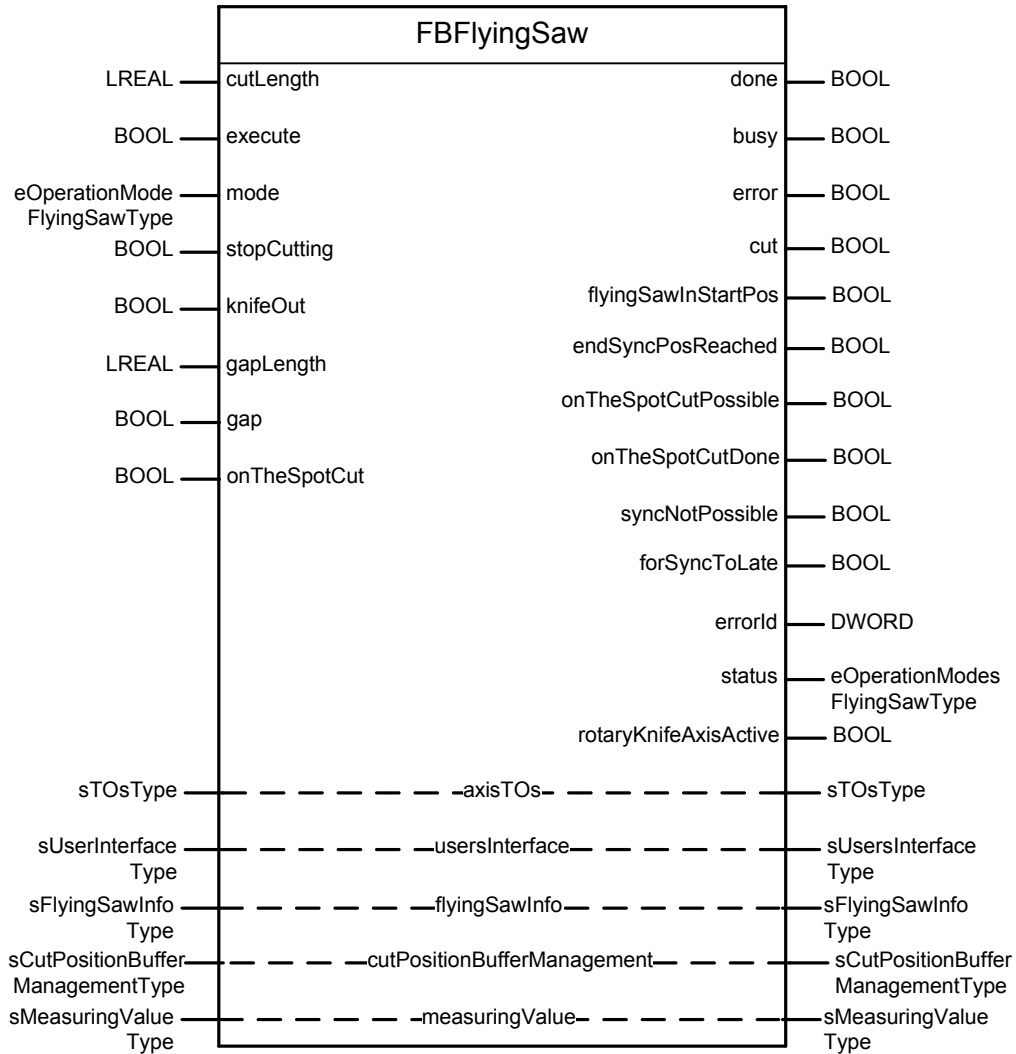 FBFlyingSaw
LREAL cutLength done BOOL
BOOL execute busy BOOL
eOperationMode
FlyingSawType mode error BOOL
BOOL stopCutting cut BOOL
BOOL knifeOut flyingSawInStartPos BOOL
LREAL gapLength endSyncPosReached BOOL
BOOL gap onTheSpotCutPossible BOOL
BOOL onTheSpotCut onTheSpotCutDone BOOL
syncNotPossible BOOL
forSyncToLate BOOL
errorId DWORD
status eOperationModes
FlyingSawType
rotaryKnifeAxisActive BOOL
sTOsType axisTOs sTOsType
sUserInterface usersInterface sUsersInterface
Type Type
sFlyingSawInfo flyingSawInfo sFlyingSawInfo
Type Type
sCutPositionBuffer cutPositionBufferManagement sCutPositionBuffer
ManagementType ManagementType
sMeasuringValue measuringValue sMeasuringValue
Type Type